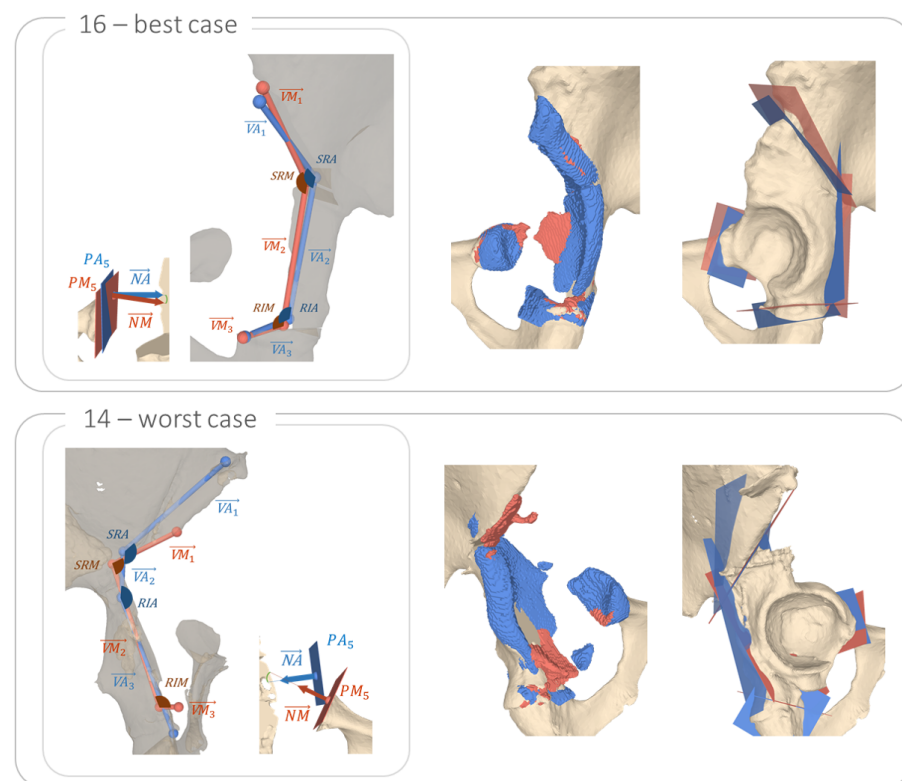 16 – best case
VM₁
VA₁
SRA
SRM
VM₂
VA₂
PA₅
NA
PM₅
NM
RIM
RIA
VM₃
VA₃
14 – worst case
VA₁
SRA
VM₁
SRM
VA₂
RIA
VM₂
PA₅
NA
VA₃
RIM
PM₅
VM₃
NM